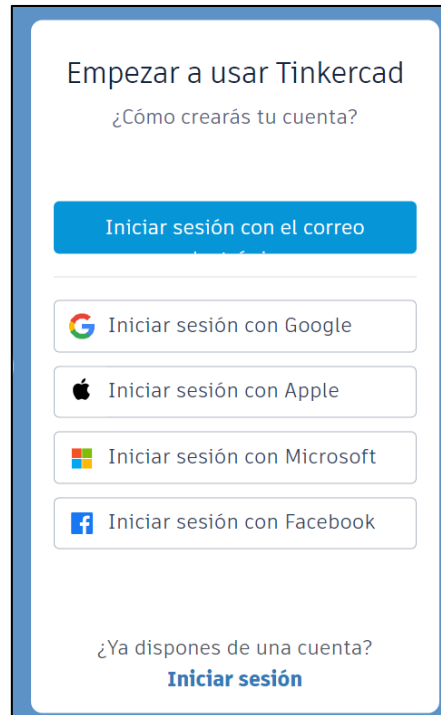 Empezar a usar Tinkercad
¿Cómo crearás tu cuenta?
Iniciar sesión con el correo
Iniciar sesión con Google
Iniciar sesión con Apple
Iniciar sesión con Microsoft
Iniciar sesión con Facebook
¿Ya dispones de una cuenta?
Iniciar sesión